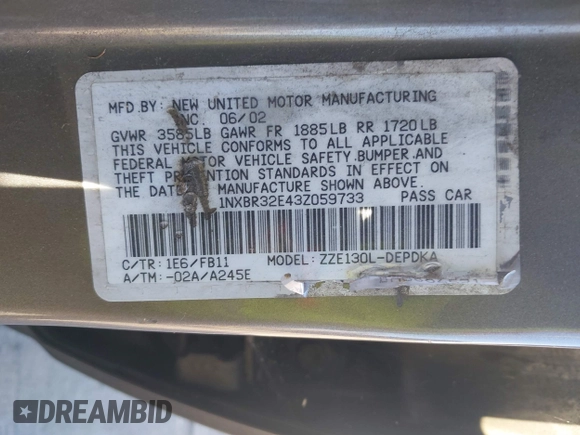 MFD.BY: NEW UNITED MOTOR MANUFACTURING
INC. 06/02
GVWR 3585LB GAWR FR 1885LB RR 1720LB
THIS VEHICLE CONFORMS TO ALL APPLICABLE
FEDERAL MOTOR VEHICLE SAFETY,BUMPER,AND
THEFT PREVENTION STANDARDS IN EFFECT ON
THE DATE MANUFACTURE SHOWN ABOVE.
1NXBR32E43Z059733 PASS CAR
C/TR: 1E6/FB11 MODEL: ZZE130L-DEPDKA
A/TM: -02A/A245E
DREAMBID